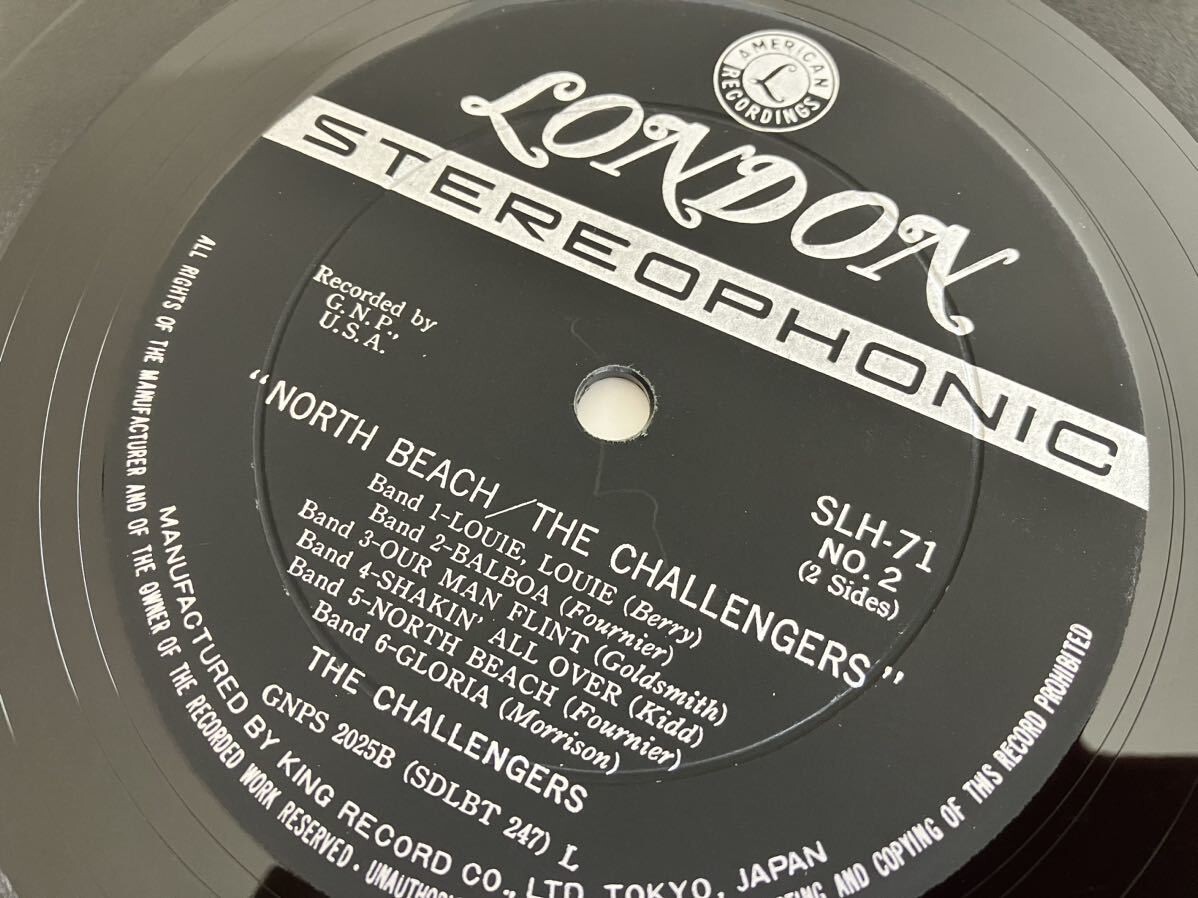 AMERICAN RECORDINGS
L
LONDON
STEREOPHONIC
Recorded by
G.N.P.,
U.S.A.
SLH-71
NO. 2
(2 Sides)
“NORTH BEACH/THE CHALLENGERS”
Band 1-LOUIE, LOUIE (Berry)
Band 2-BALBOA (Fournier)
Band 3-OUR MAN FLINT (Goldsmith)
Band 4-SHAKIN' ALL OVER (Kidd)
Band 5-NORTH BEACH (Fournier)
Band 6-GLORIA (Morrison)
THE CHALLENGERS
GNPS 2025B (SDLBT 247) L
MANUFACTURED BY KING RECORD CO., LTD. TOKYO, JAPAN
ALL RIGHTS OF THE MANUFACTURER AND OF THE OWNER OF THE RECORDED WORK RESERVED. AND COPYING OF THIS RECORD PROHIBITED